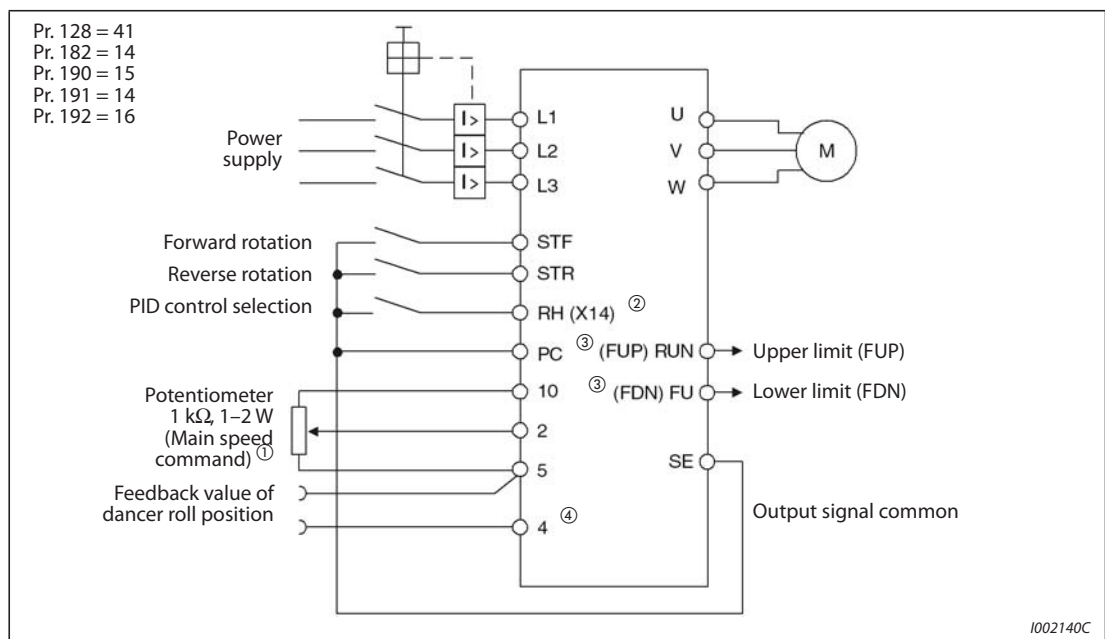 Pr. 128 = 41
Pr. 182 = 14
Pr. 190 = 15
Pr. 191 = 14
Pr. 192 = 16
Power
supply
I >
I >
I >
L1
L2
L3
U
V
W
M
Forward rotation
STF
Reverse rotation
STR
PID control selection
RH (X14) ②
PC
③ (FUP) RUN
Upper limit (FUP)
10
③ (FDN) FU
Lower limit (FDN)
Potentiometer
1 kΩ, 1–2 W
(Main speed
command) ①
2
5
SE
Feedback value of
dancer roll position
4 ④
Output signal common
I002140C